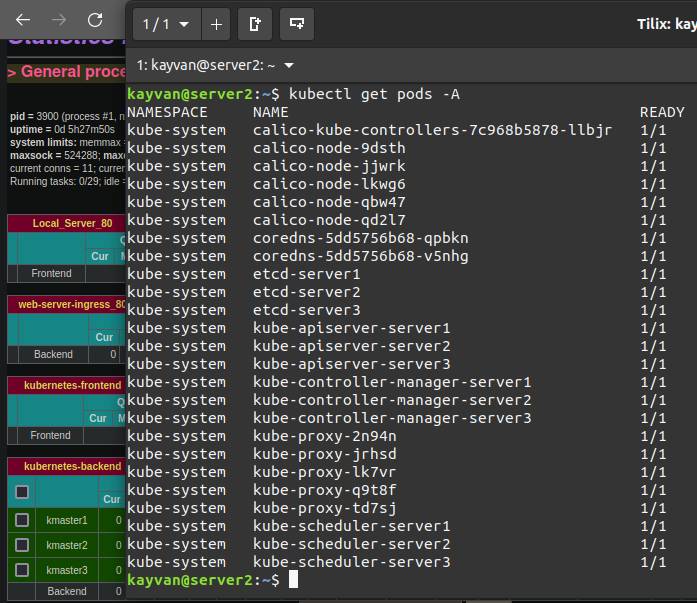 1 / 1
Tilix: kay
1: kayvan@server2: ~
kayvan@server2:~$ kubectl get pods -A
NAMESPACE NAME READY
kube-system calico-kube-controllers-7c968b5878-llbjr 1/1
kube-system calico-node-9dsth 1/1
kube-system calico-node-jjwrk 1/1
kube-system calico-node-lkwg6 1/1
kube-system calico-node-qbw47 1/1
kube-system calico-node-qd2l7 1/1
kube-system coredns-5dd5756b68-qpbkn 1/1
kube-system coredns-5dd5756b68-v5nhg 1/1
kube-system etcd-server1 1/1
kube-system etcd-server2 1/1
kube-system etcd-server3 1/1
kube-system kube-apiserver-server1 1/1
kube-system kube-apiserver-server2 1/1
kube-system kube-apiserver-server3 1/1
kube-system kube-controller-manager-server1 1/1
kube-system kube-controller-manager-server2 1/1
kube-system kube-controller-manager-server3 1/1
kube-system kube-proxy-2n94n 1/1
kube-system kube-proxy-jrhsd 1/1
kube-system kube-proxy-lk7vr 1/1
kube-system kube-proxy-q9t8f 1/1
kube-system kube-proxy-td7sj 1/1
kube-system kube-scheduler-server1 1/1
kube-system kube-scheduler-server2 1/1
kube-system kube-scheduler-server3 1/1
kayvan@server2:~$
> General proce
pid = 3900 (process #1, n
uptime = 0d 5h27m50s
system limits: memmax =
maxsock = 524288; maxc
current conns = 11; curren
Running tasks: 0/29; idle =
Local_Server_80
Q
Cur M
Frontend
web-server-ingress_80
Cur
Backend 0
kubernetes-frontend
Q
Cur M
Frontend
kubernetes-backend
Cur
kmaster1 0
kmaster2 0
kmaster3 0
Backend 0